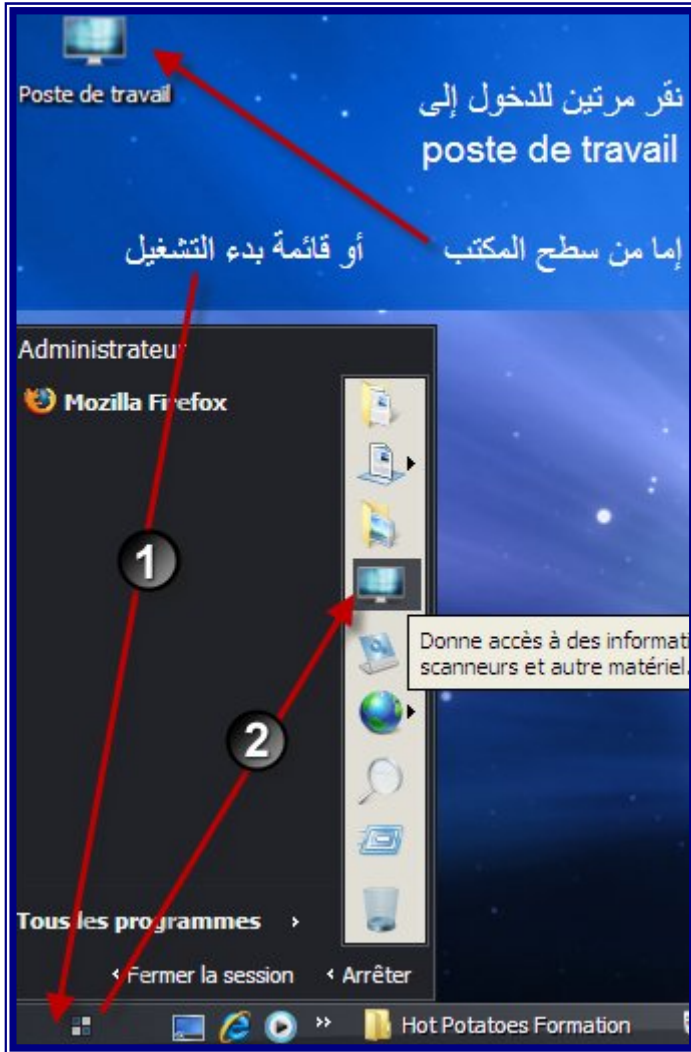 Poste de travail
نقر مرتين للدخول إلى
poste de travail
إما من سطح المكتب
أو قائمة بدء التشغيل
Administrateur
Mozilla Firefox
1
Donne accès à des informati
scanneurs et autre matériel.
2
Tous les programmes
Fermer la session
Arrêter
Hot Potatoes Formation